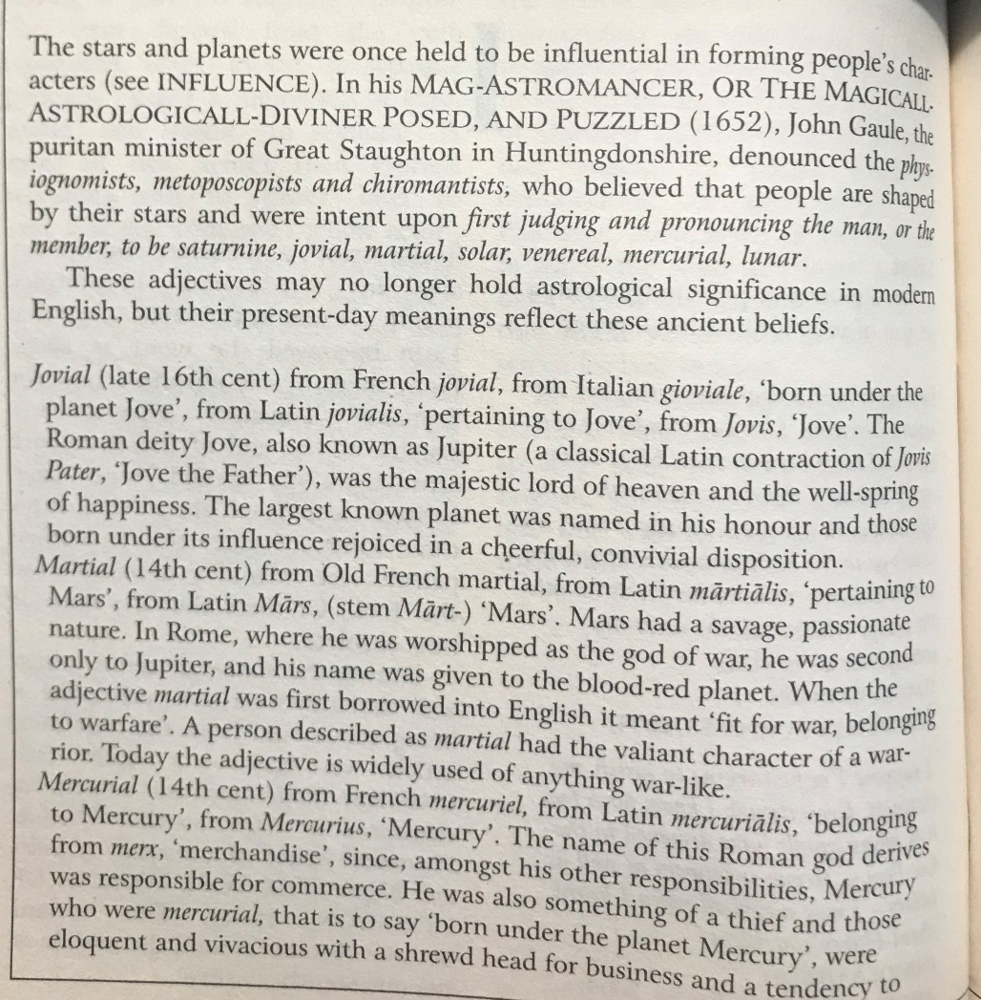 The stars and planets were once held to be influential in forming people's char-
acters (see INFLUENCE). In his MAG-ASTROMANCER, OR THE MAGICALL-
ASTROLOGICALL-DIVINER POSED, AND PUZZLED (1652), John Gaule, the
puritan minister of Great Staughton in Huntingdonshire, denounced the phys-
iognomists, metoposcopists and chiromantists, who believed that people are shaped
by their stars and were intent upon first judging and pronouncing the man, or the
member, to be saturnine, jovial, martial, solar, venereal, mercurial, lunar.
These adjectives may no longer hold astrological significance in modern
English, but their present-day meanings reflect these ancient beliefs.
Jovial (late 16th cent) from French jovial, from Italian gioviale, 'born under the
planet Jove', from Latin jovialis, 'pertaining to Jove', from Jovis, 'Jove'. The
Roman deity Jove, also known as Jupiter (a classical Latin contraction of Jovis
Pater, 'Jove the Father'), was the majestic lord of heaven and the well-spring
of happiness. The largest known planet was named in his honour and those
born under its influence rejoiced in a cheerful, convivial disposition.
Martial (14th cent) from Old French martial, from Latin mārtiālis, 'pertaining to
Mars', from Latin Mārs, (stem Mārt-) 'Mars'. Mars had a savage, passionate
nature. In Rome, where he was worshipped as the god of war, he was second
only to Jupiter, and his name was given to the blood-red planet. When the
adjective martial was first borrowed into English it meant 'fit for war, belonging
to warfare'. A person described as martial had the valiant character of a war-
rior. Today the adjective is widely used of anything war-like.
Mercurial (14th cent) from French mercuriel, from Latin mercuriālis, 'belonging
to Mercury', from Mercurius, 'Mercury'. The name of this Roman god derives
from merx, 'merchandise', since, amongst his other responsibilities, Mercury
was responsible for commerce. He was also something of a thief and those
who were mercurial, that is to say 'born under the planet Mercury', were
eloquent and vivacious with a shrewd head for business and a tendency to